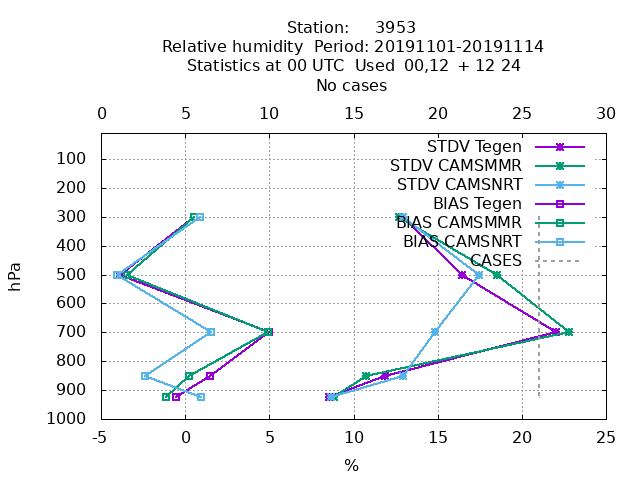 Station:     3953
Relative humidity  Period: 20191101-20191114
Statistics at 00 UTC  Used  00,12  + 12 24
No cases
0 5 10 15 20 25 30
STDV Tegen
100
STDV CAMSMMR
STDV CAMSNRT
200
BIAS Tegen
300
BIAS CAMSMMR
BIAS CAMSNRT
400
CASES
500
600
700
800
900
1000
hPa
-5 0 5 10 15 20 25
%